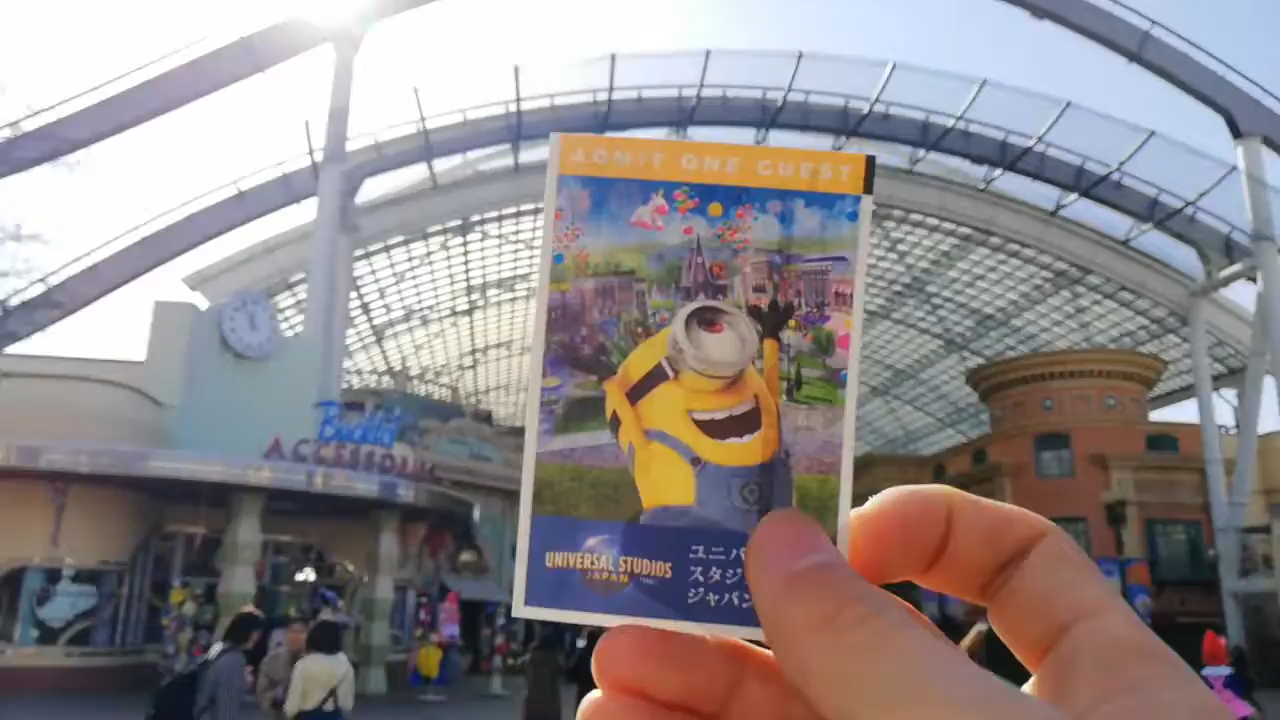 ADMIT ONE GUEST
UNIVERSAL STUDIOS
JAPAN
ユニバ
スタジ
ジャパン
ACCESSORIES